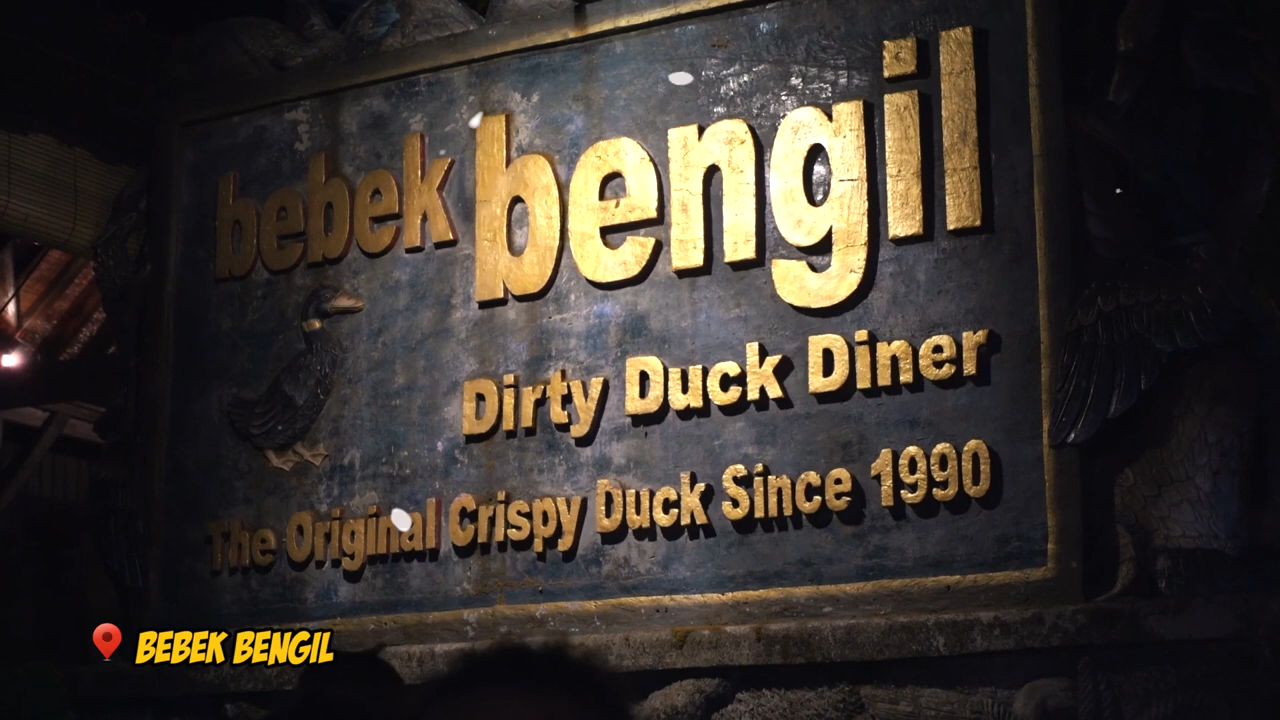 bebek bengil
Dirty Duck Diner
The Original Crispy Duck Since 1990
BEBEK BENGIL